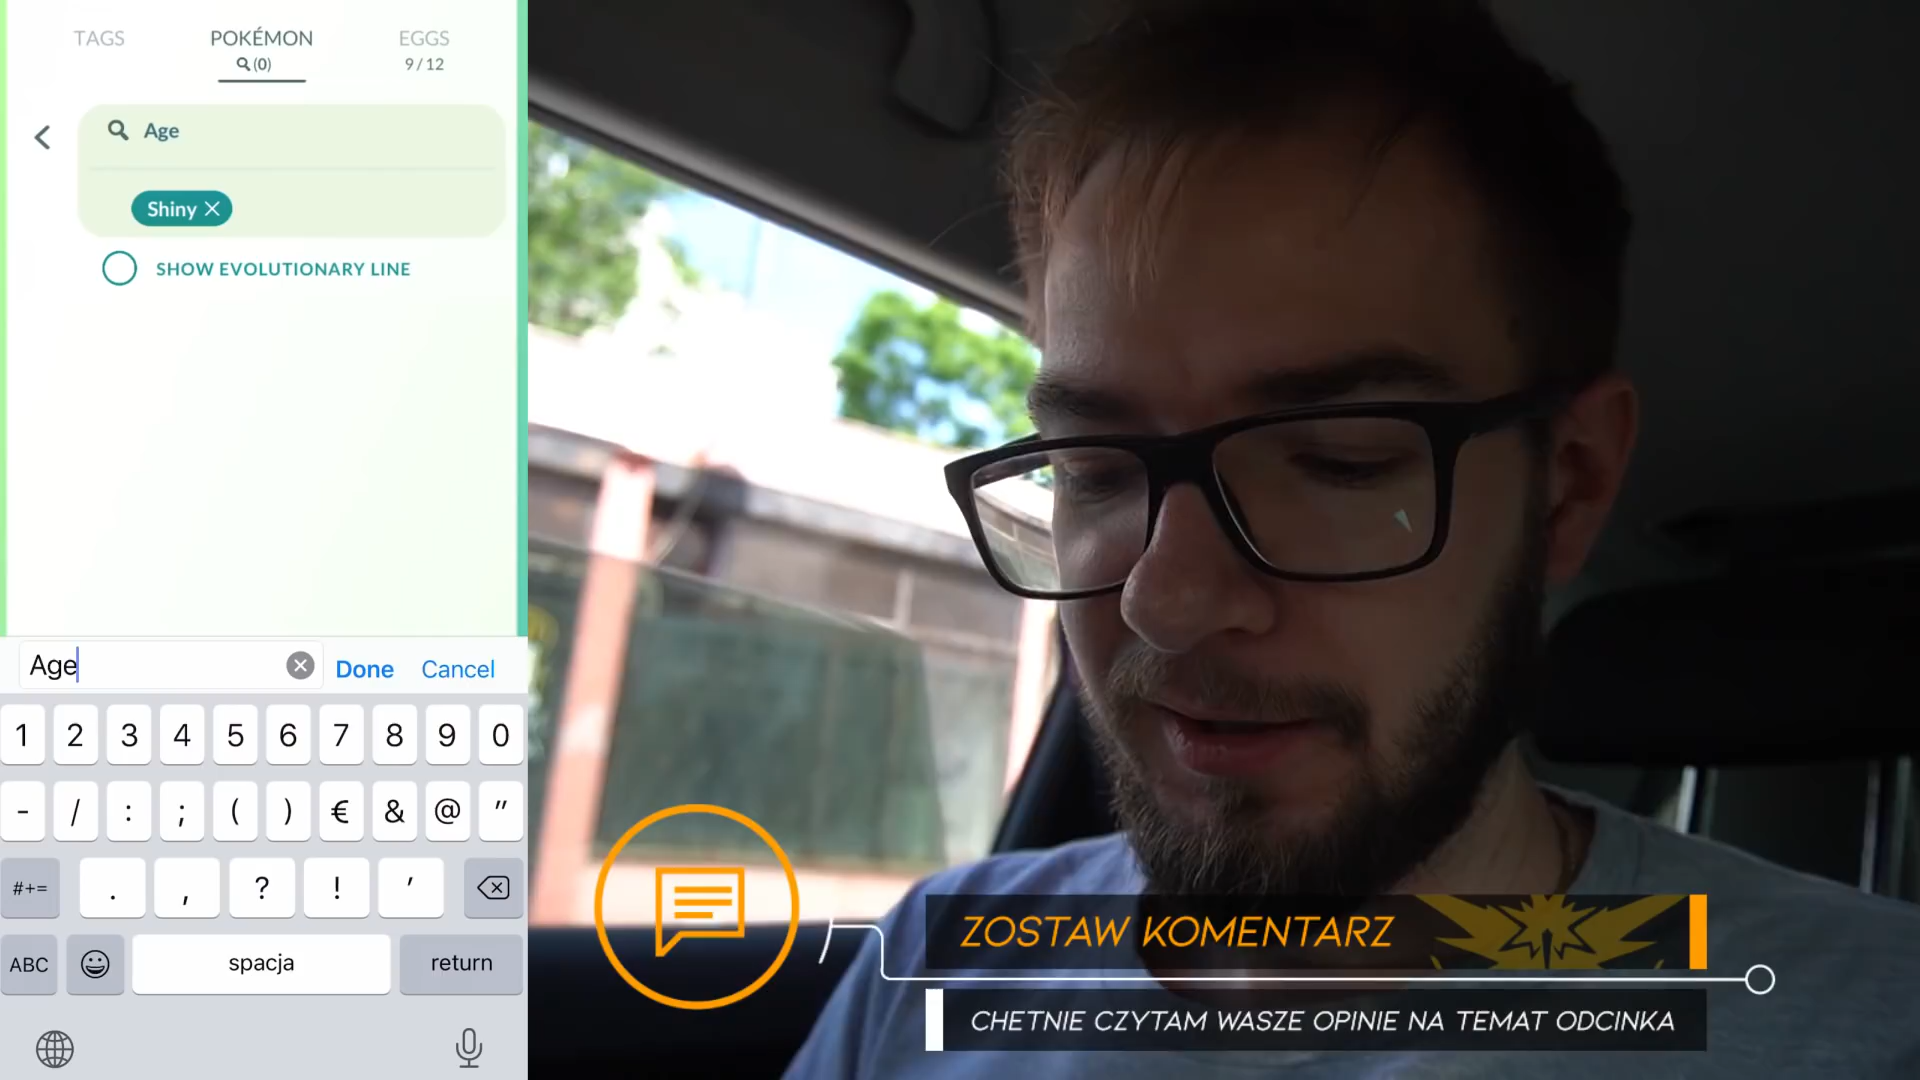 TAGS
POKÉMON
(0)
EGGS
9 / 12
Age
Shiny
SHOW EVOLUTIONARY LINE
Age
Done
Cancel
1 2 3 4 5 6 7 8 9 0
- / : ; ( ) € & @ "
#+= . , ? ! '
ABC
spacja
return
ZOSTAW KOMENTARZ
CHETNIE CZYTAM WASZE OPINIE NA TEMAT ODCINKA